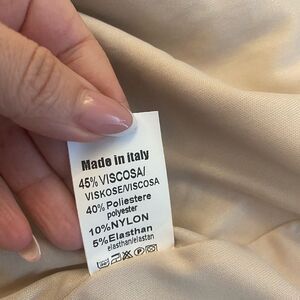 Made in italy
45% VISCOSA/
VISKOSE/VISCOSA
40% Poliestere
polyester
10%NYLON
5%Elasthan
elasthan/elastan